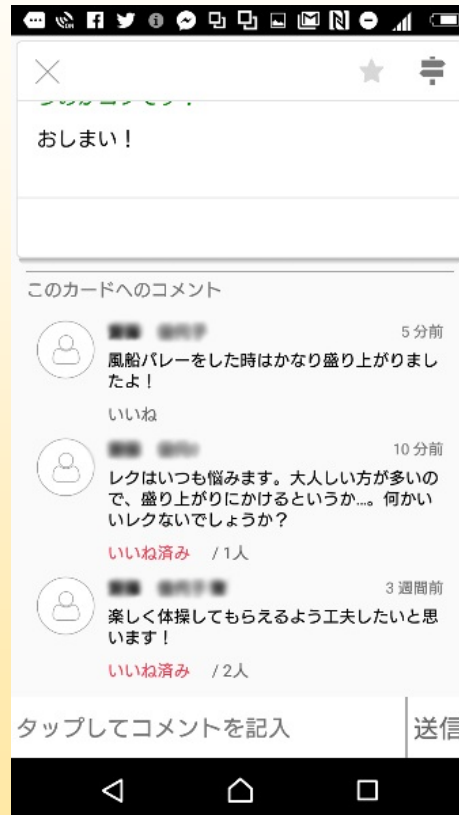 おしまい！
このカードへのコメント
5 分前
風船バレーをした時はかなり盛り上がりまし
たよ！
いいね
10 分前
レクはいつも悩みます。大人しい方が多いの
で、盛り上がりにかけるというか...。何かい
いレクないでしょうか？
いいね済み / 1人
3 週間前
楽しく体操してもらえるよう工夫したいと思
います！
いいね済み / 2人
タップしてコメントを記入
送信